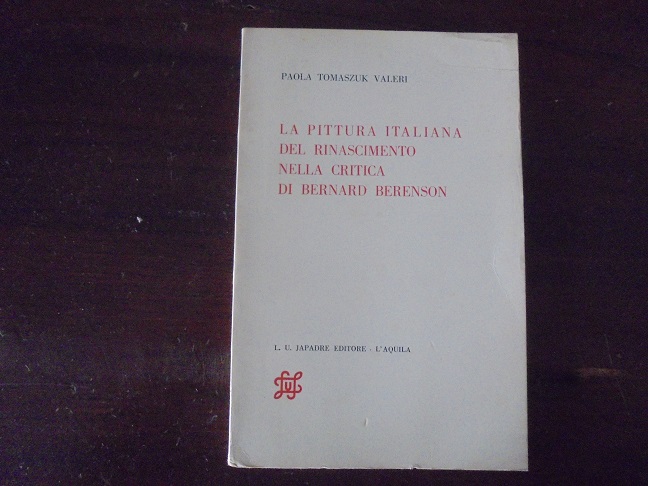 PAOLA TOMASZUK VALERI
LA PITTURA ITALIANA
DEL RINASCIMENTO
NELLA CRITICA
DI BERNARD BERENSON
L. U. JAPADRE EDITORE - L'AQUILA